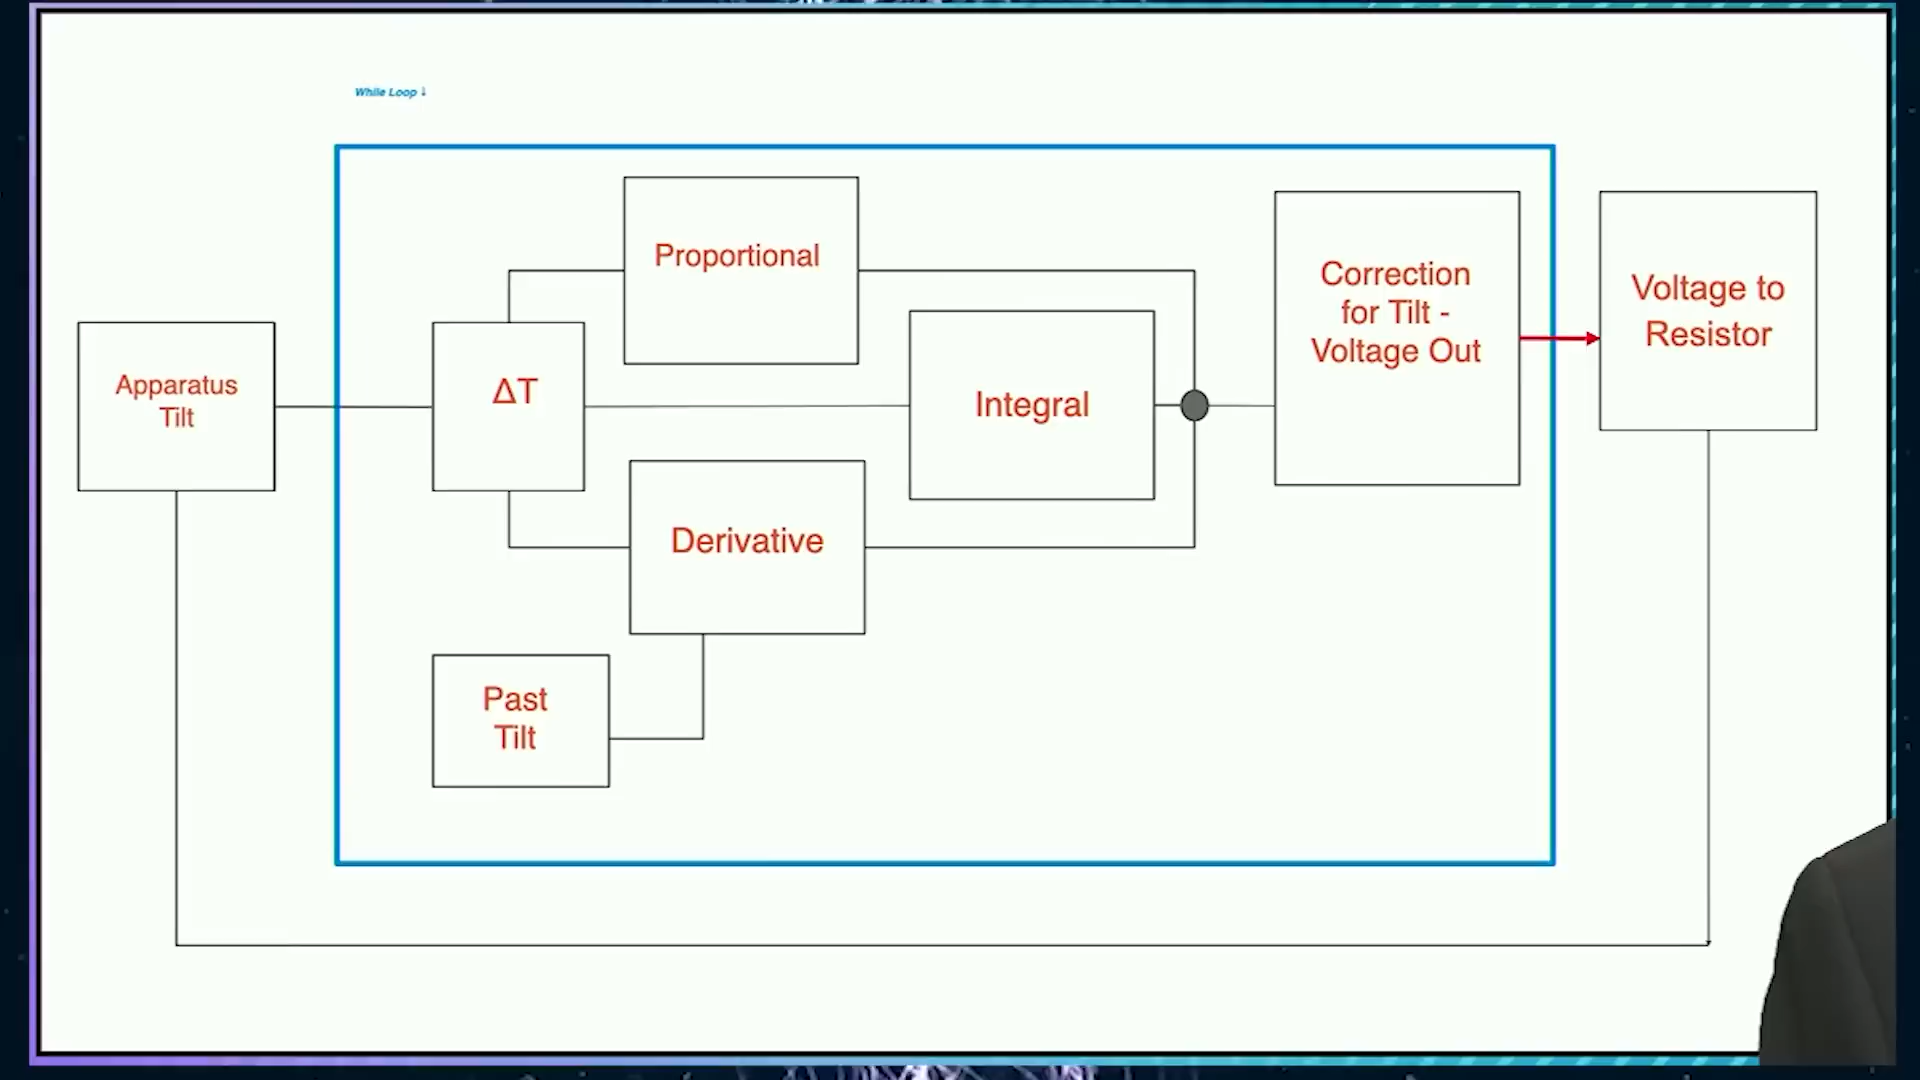 While Loop ↓
Proportional
Correction
for Tilt -
Voltage Out
Voltage to
Resistor
Apparatus
Tilt
ΔT
Integral
Derivative
Past
Tilt